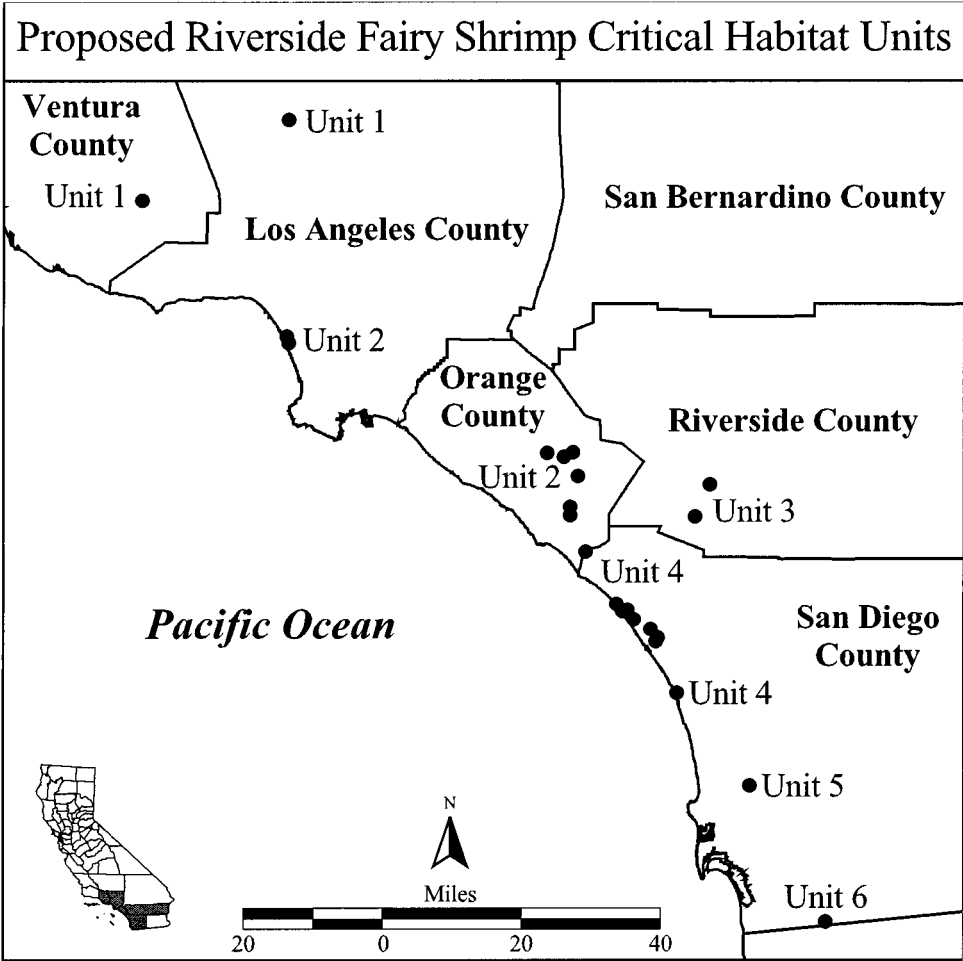 Proposed Riverside Fairy Shrimp Critical Habitat Units
Ventura
County
Unit 1
Unit 1
San Bernardino County
Los Angeles County
Unit 2
Orange
County
Riverside County
Unit 2
Unit 3
Unit 4
Pacific Ocean
San Diego
County
Unit 4
Unit 5
N
Miles
Unit 6
20 0 20 40